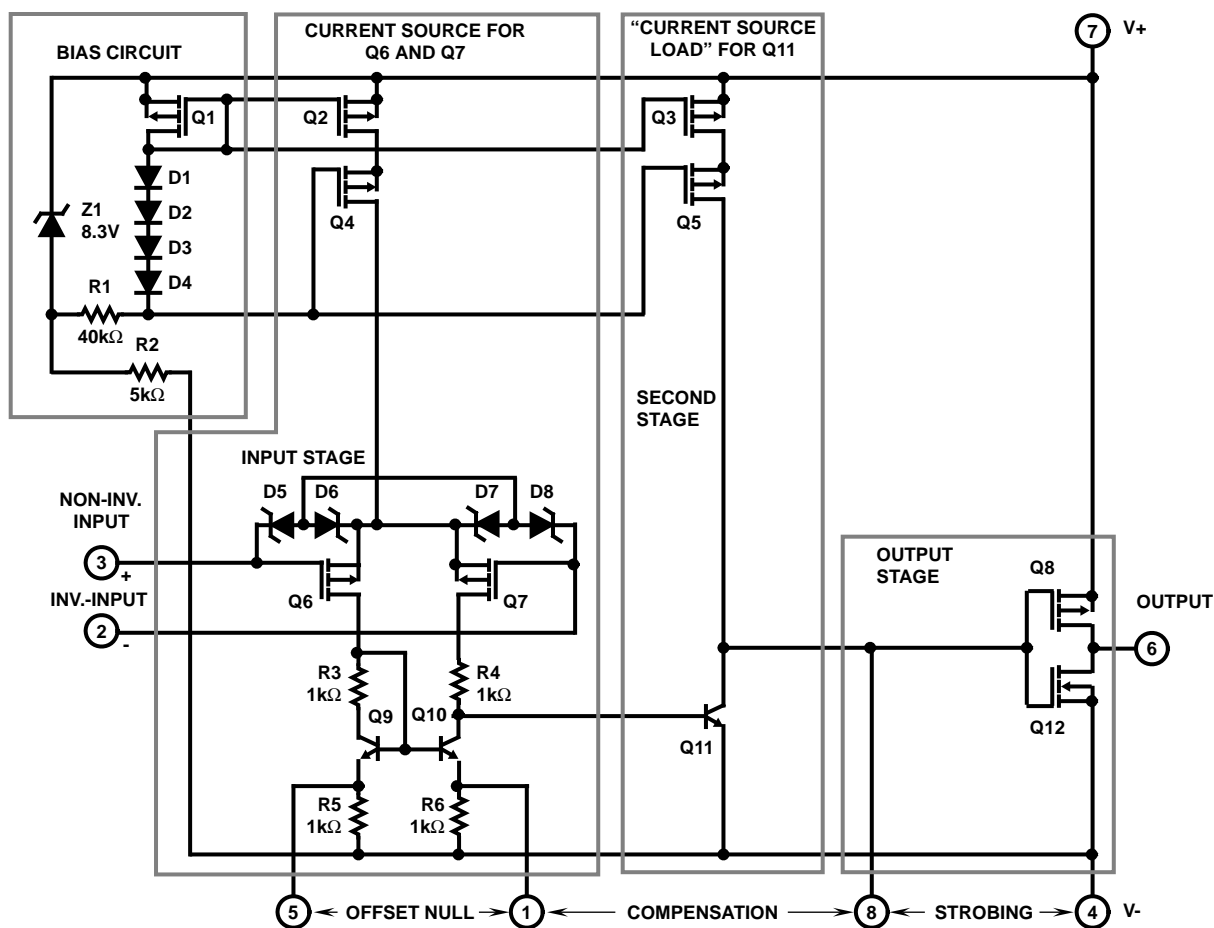 BIAS CIRCUIT
CURRENT SOURCE FOR
Q6 AND Q7
“CURRENT SOURCE
LOAD” FOR Q11
7
V+
Q1
Q2
Q3
D1
D2
D3
D4
Z1
8.3V
Q4
Q5
R1
40kΩ
R2
5kΩ
SECOND
STAGE
INPUT STAGE
D5
D6
D7
D8
NON-INV.
INPUT
3
+
INV.-INPUT
2
-
Q6
Q7
OUTPUT
STAGE
Q8
OUTPUT
6
R3
1kΩ
R4
1kΩ
Q9
Q10
Q11
Q12
R5
1kΩ
R6
1kΩ
5
OFFSET NULL
1
COMPENSATION
8
STROBING
4
V-